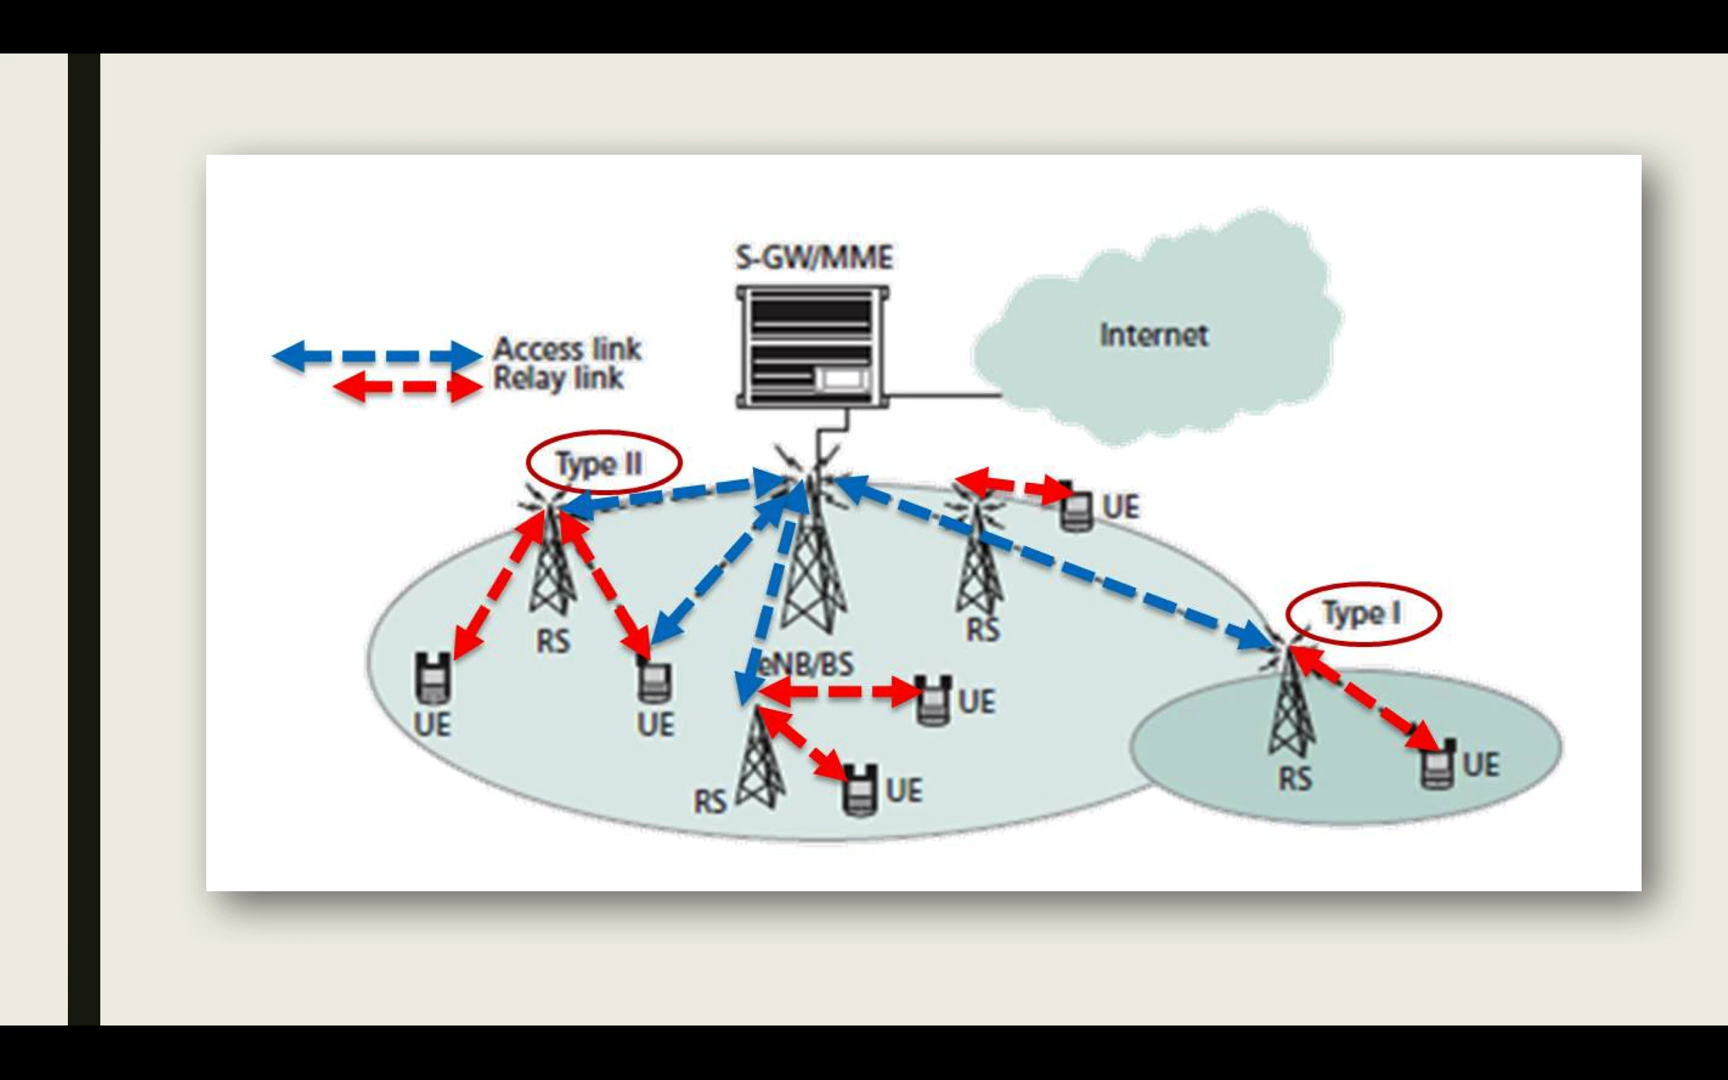 S-GW/MME
Internet
Access link
Relay link
Type II
UE
RS
RS
Type I
eNB/BS
UE
UE
UE
RS
UE
RS
UE